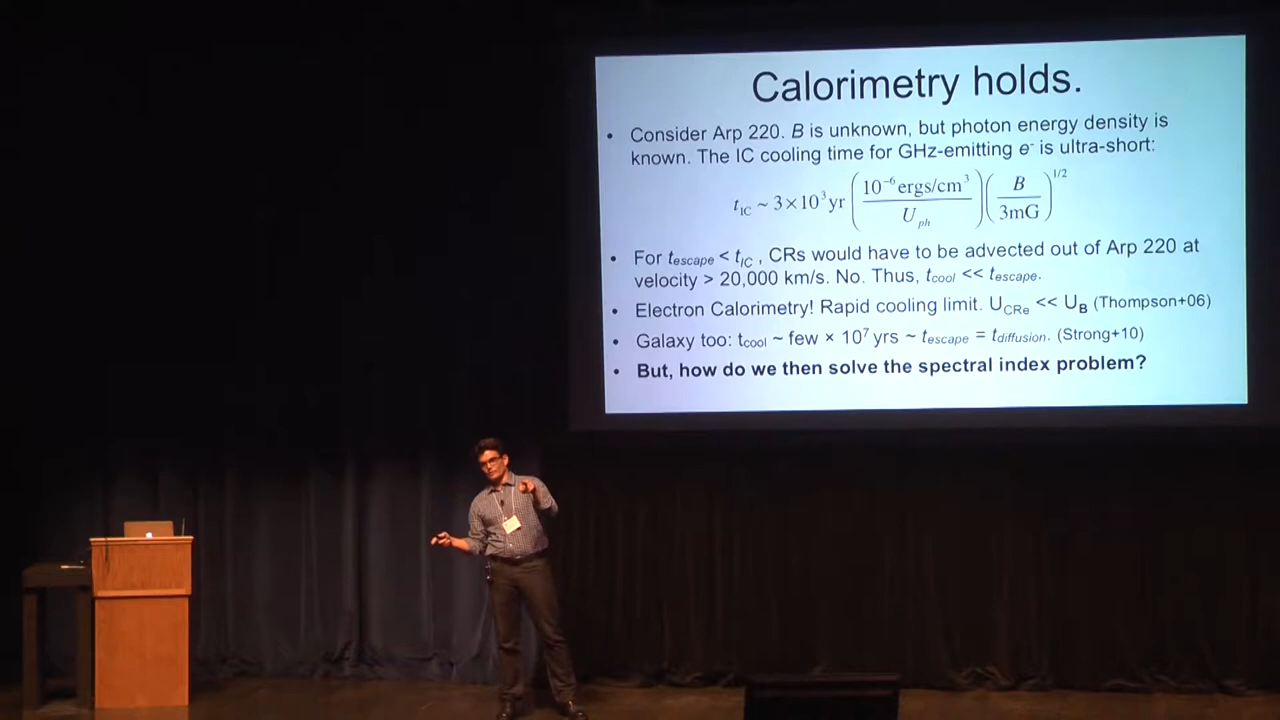 Calorimetry holds.
• Consider Arp 220. B is unknown, but photon energy density is
known. The IC cooling time for GHz-emitting e⁻ is ultra-short:
t_IC ~ 3×10³ yr (10⁻⁶ ergs/cm³ / U_ph) (B / 3mG)^1/2
• For t_escape < t_IC , CRs would have to be advected out of Arp 220 at
velocity > 20,000 km/s. No. Thus, t_cool << t_escape.
• Electron Calorimetry! Rapid cooling limit. U_CRe << U_B (Thompson+06)
• Galaxy too: t_cool ~ few × 10⁷ yrs ~ t_escape = t_diffusion. (Strong+10)
• But, how do we then solve the spectral index problem?